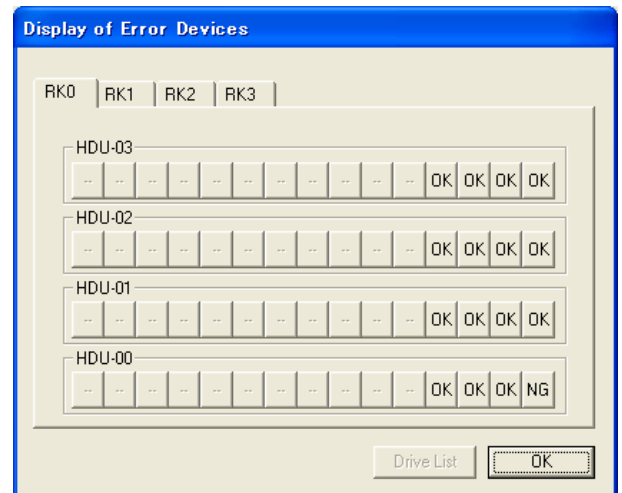 Display of Error Devices
RK0 RK1 RK2 RK3
HDU-03
-- -- -- -- -- -- -- -- -- -- -- OK OK OK OK
HDU-02
-- -- -- -- -- -- -- -- -- -- -- OK OK OK OK
HDU-01
-- -- -- -- -- -- -- -- -- -- -- OK OK OK OK
HDU-00
-- -- -- -- -- -- -- -- -- -- -- OK OK OK NG
Drive List OK